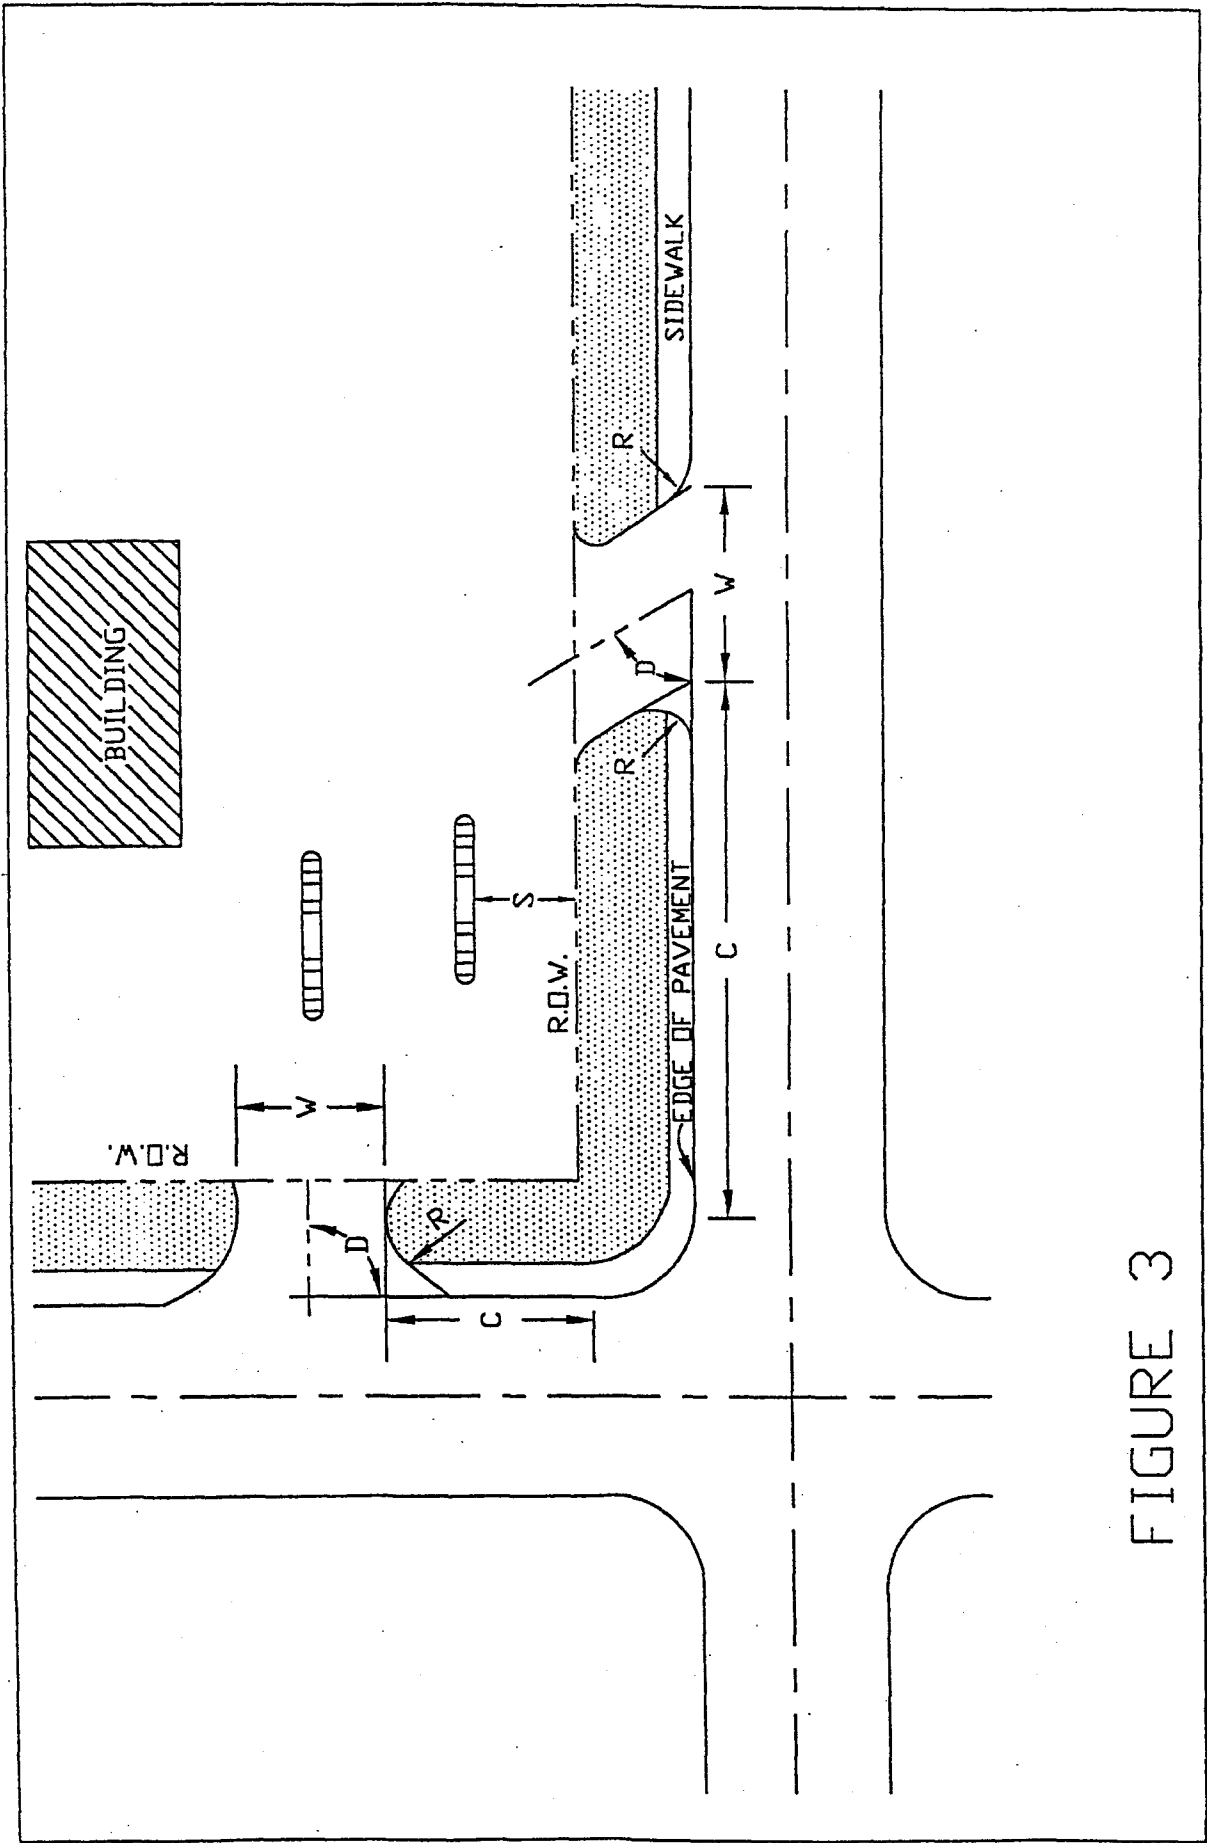 BUILDING
SIDEWALK
R
W
D
R
S
R.O.W.
EDGE OF PAVEMENT
C
W
R.O.W.
D
R
C
FIGURE 3